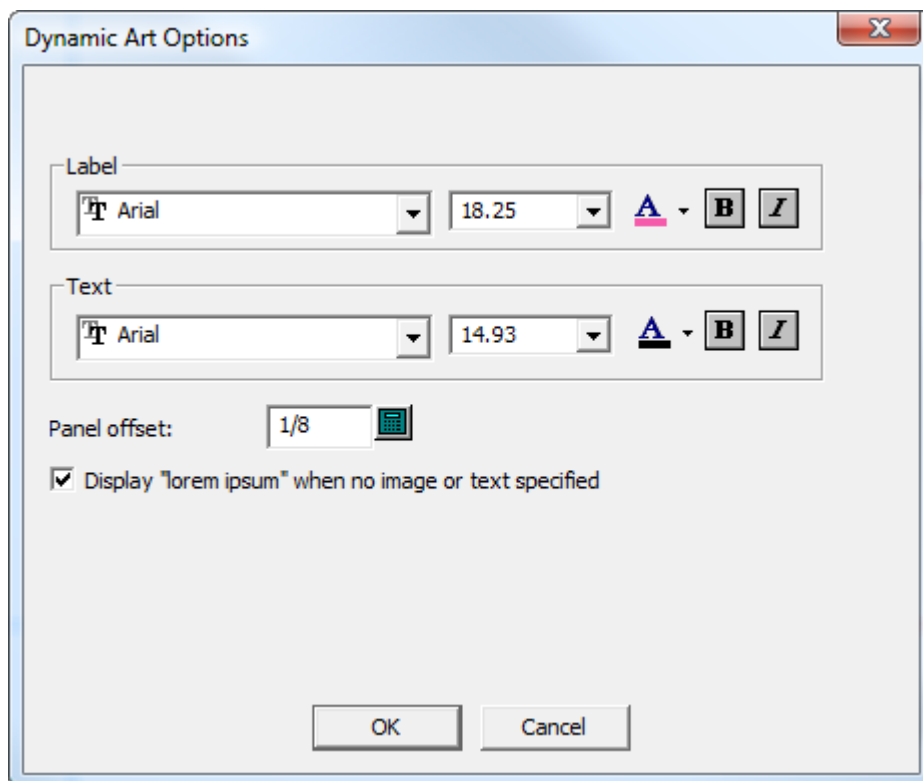 Dynamic Art Options
Label
Arial 18.25 A B I
Text
Arial 14.93 A B I
Panel offset: 1/8
Display "lorem ipsum" when no image or text specified
OK Cancel